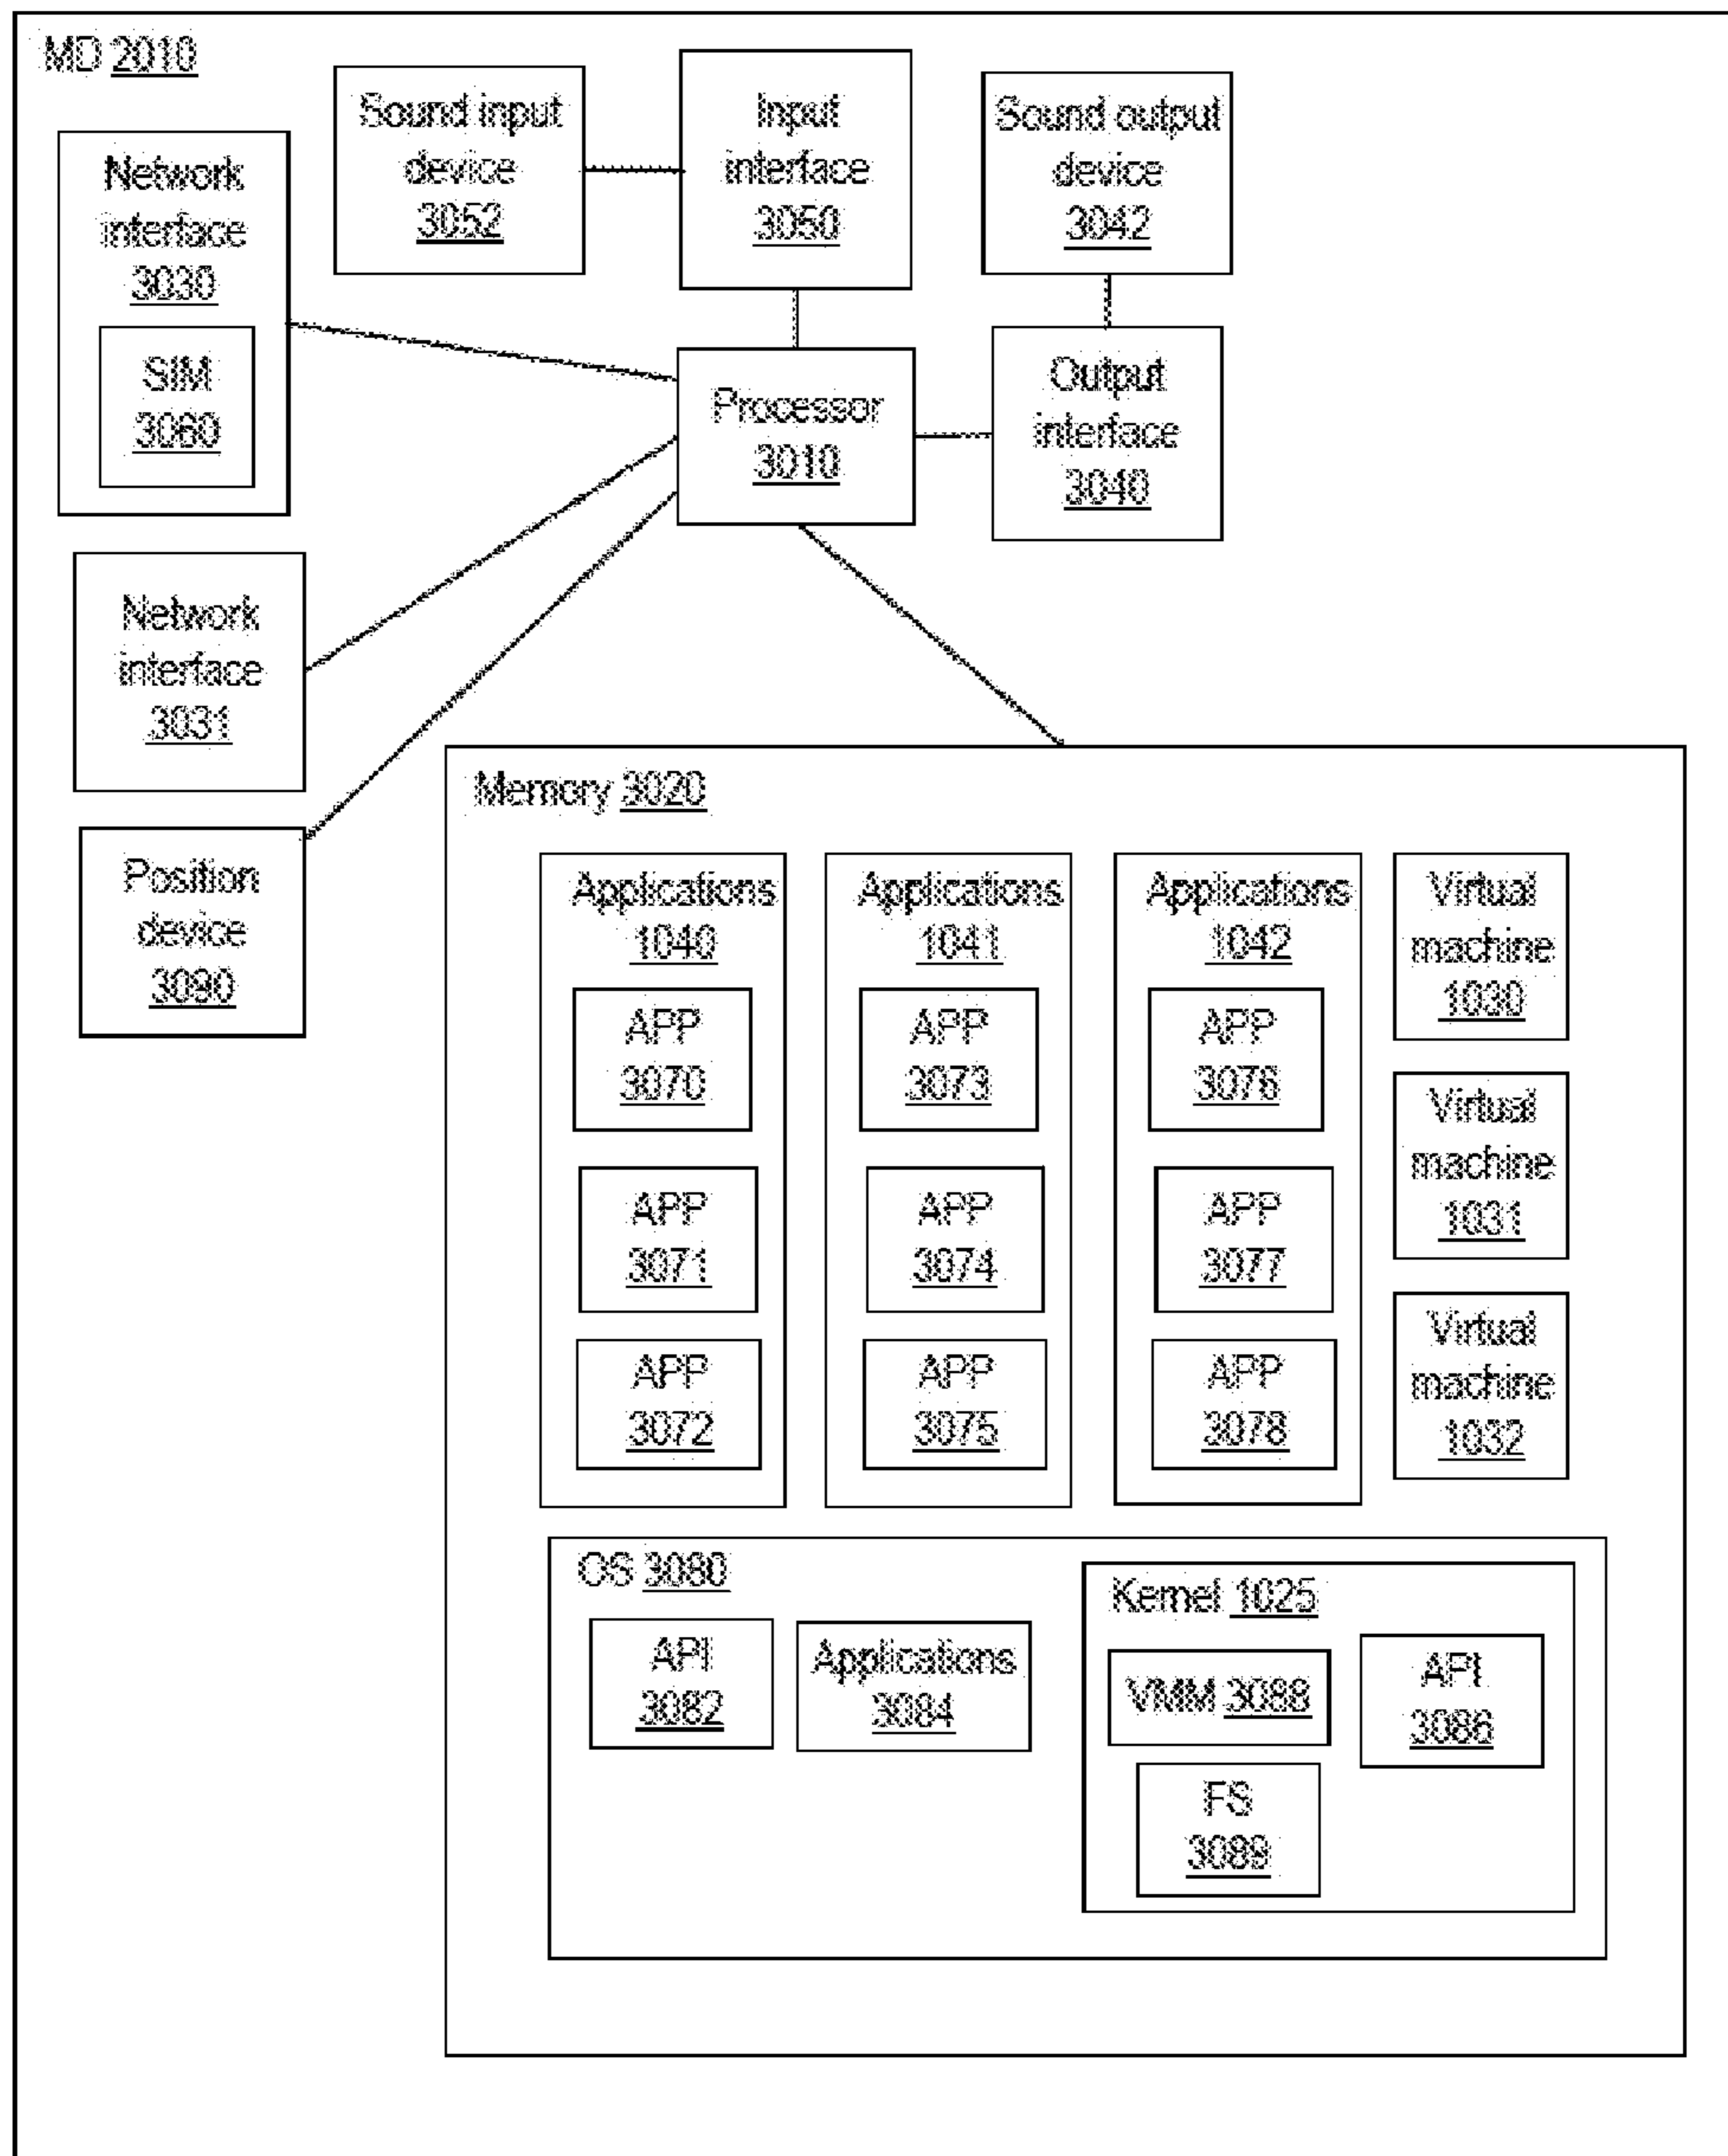 MD 2010
Sound input
device
3052
Input
interface
3050
Sound output
device
3042
Network
interface
3030
SIM
3060
Processor
3010
Output
interface
3040
Network
interface
3031
Position
device
3090
Memory 3020
Applications
1040
APP
3070
APP
3071
APP
3072
Applications
1041
APP
3073
APP
3074
APP
3075
Applications
1042
APP
3076
APP
3077
APP
3078
Virtual
machine
1030
Virtual
machine
1031
Virtual
machine
1032
OS 3080
API
3082
Applications
3084
Kernel 1025
VMM 3088
API
3086
FS
3089